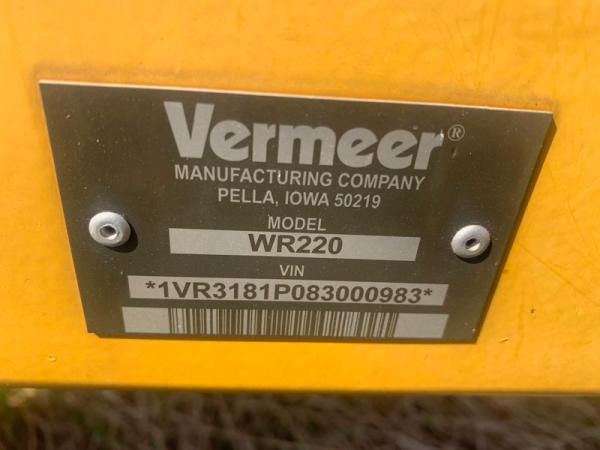 Vermeer®
MANUFACTURING COMPANY
PELLA, IOWA 50219
MODEL
WR220
VIN
*1VR3181P083000983*